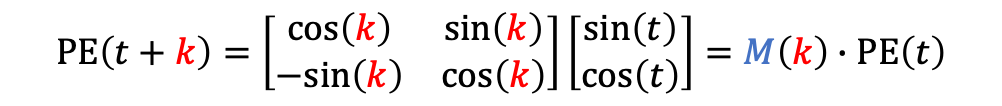 PE(t + k) = [cos(k) sin(k) −sin(k) cos(k)] [sin(t) cos(t)] = M(k) · PE(t)